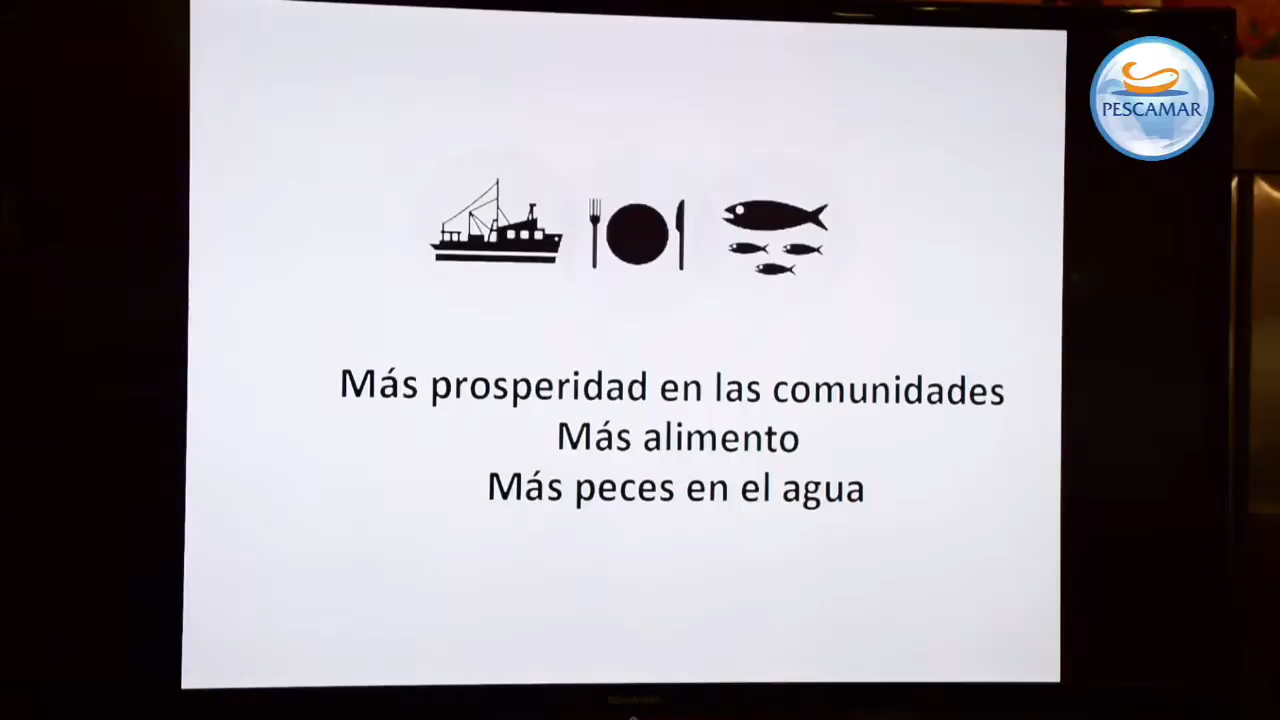 PESCAMAR
Más prosperidad en las comunidades
Más alimento
Más peces en el agua